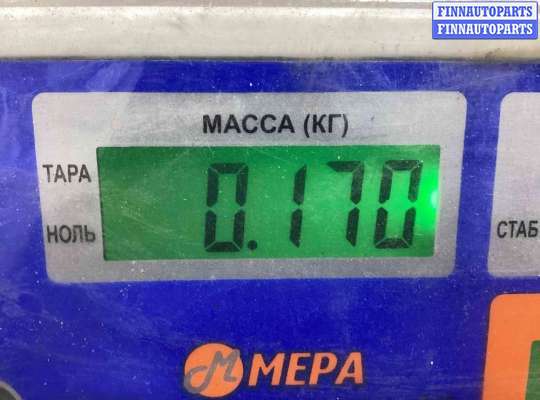 FINNAUTOPARTS
FINNAUTOPARTS
МАССА (КГ)
ТАРА
0.170
НОЛЬ
СТАБ
М МЕРА